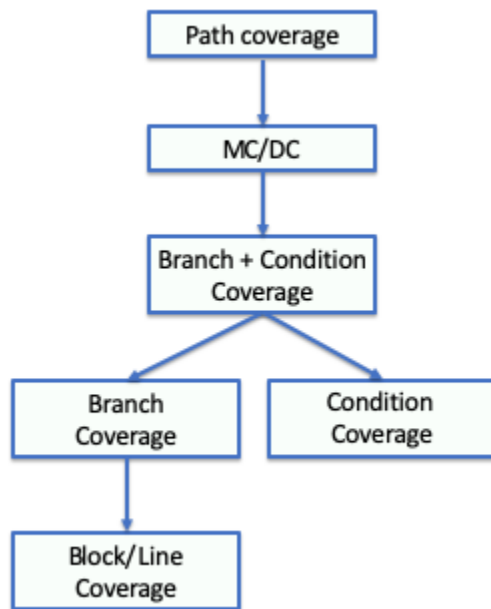 Path coverage
MC/DC
Branch + Condition
Coverage
Branch
Coverage
Condition
Coverage
Block/Line
Coverage